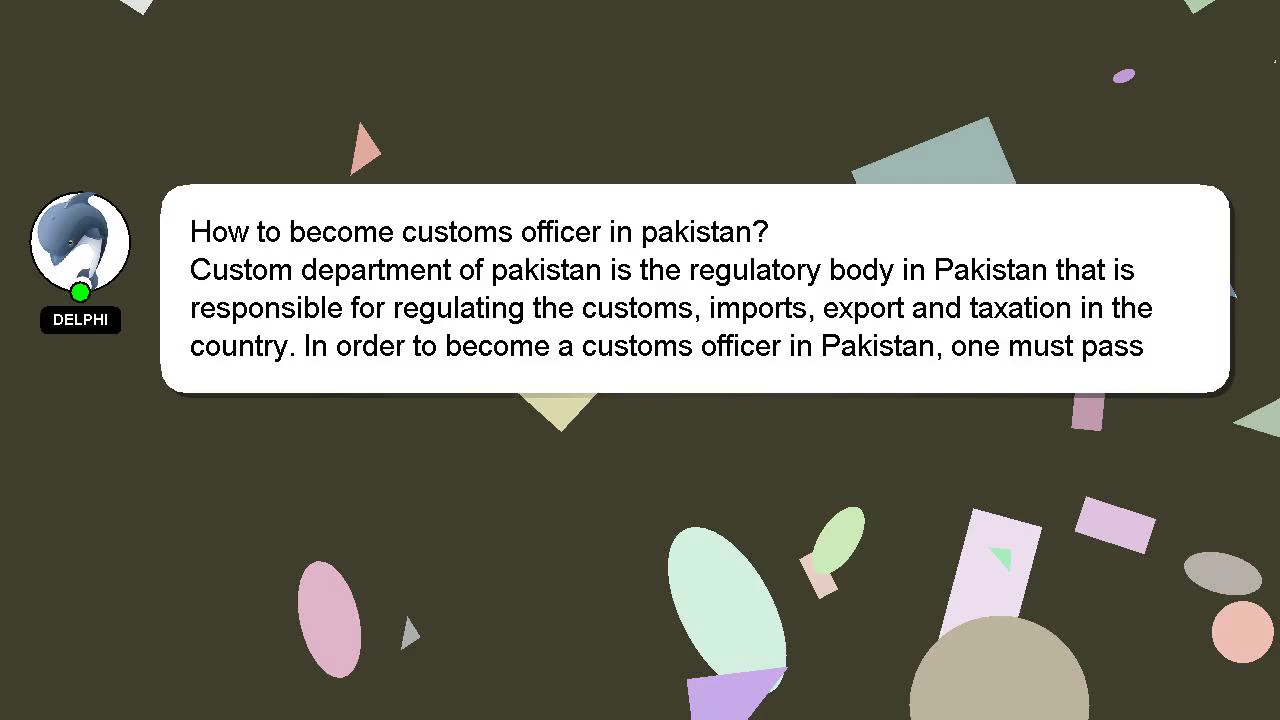 How to become customs officer in pakistan?
Custom department of pakistan is the regulatory body in Pakistan that is
responsible for regulating the customs, imports, export and taxation in the
country. In order to become a customs officer in Pakistan, one must pass
DELPHI